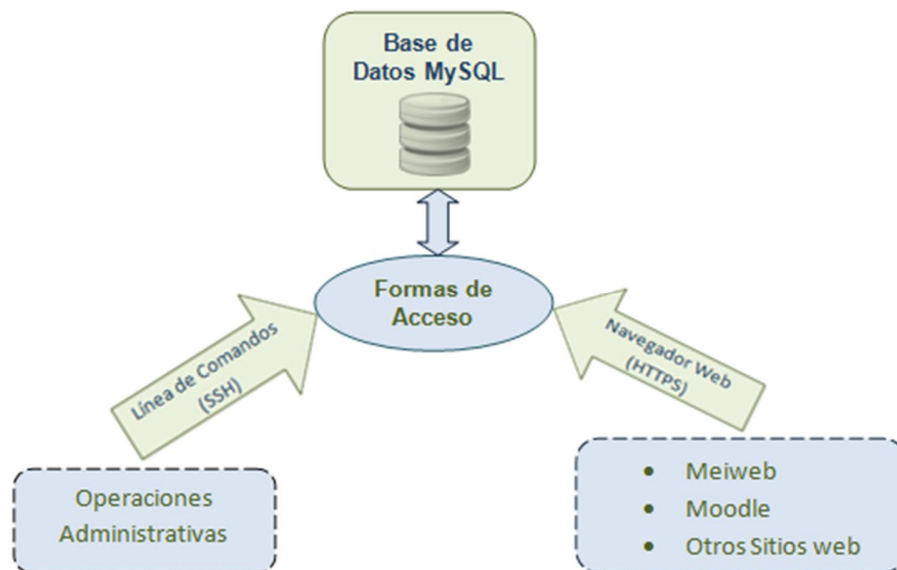 Base de
Datos MySQL
Formas de
Acceso
Línea de Comandos
(SSH)
Navegador Web
(HTTPS)
Operaciones
Administrativas
• Meiweb
• Moodle
• Otros Sitios web